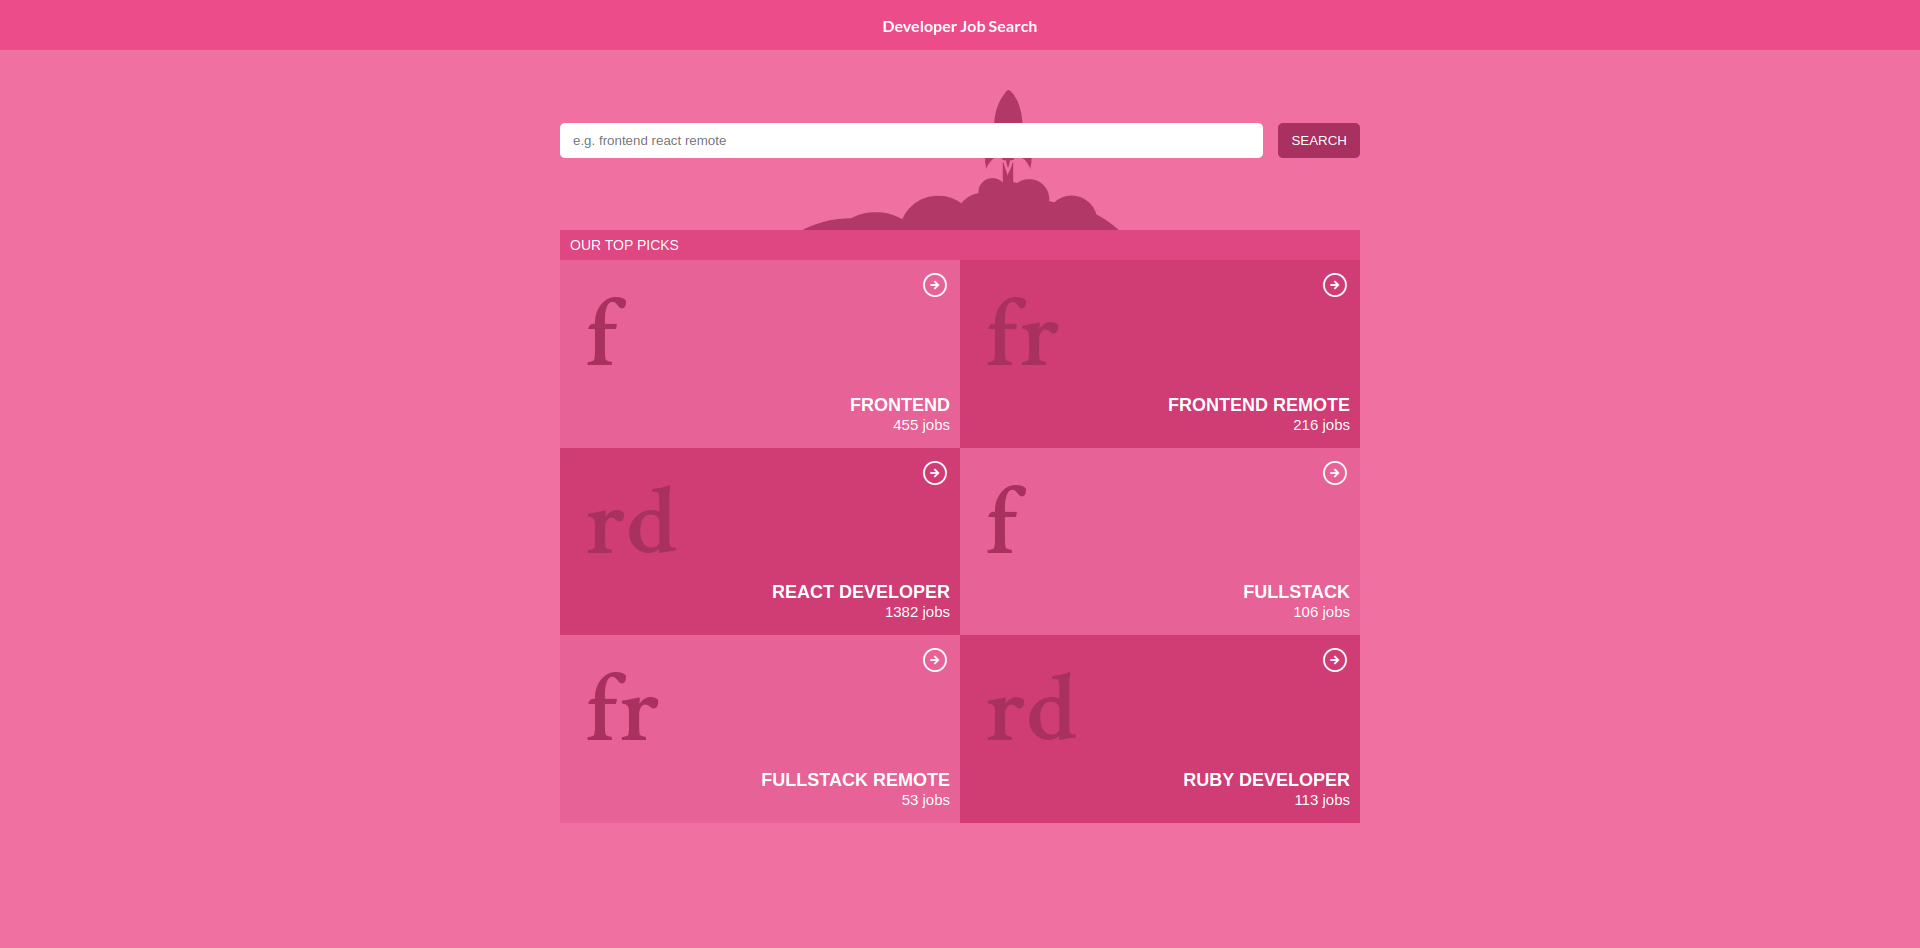 Developer Job Search
e.g. frontend react remote
SEARCH
OUR TOP PICKS
f
FRONTEND
455 jobs
fr
FRONTEND REMOTE
216 jobs
rd
REACT DEVELOPER
1382 jobs
f
FULLSTACK
106 jobs
fr
FULLSTACK REMOTE
53 jobs
rd
RUBY DEVELOPER
113 jobs